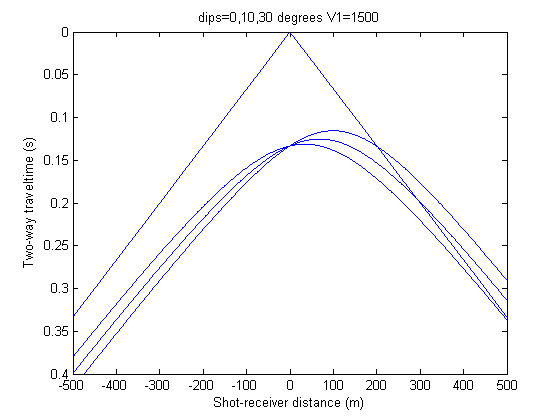 dips=0,10,30 degrees V1=1500
0
0.05
0.1
0.15
0.2
0.25
0.3
0.35
0.4
Two-way traveltime (s)
-500 -400 -300 -200 -100 0 100 200 300 400 500
Shot-receiver distance (m)